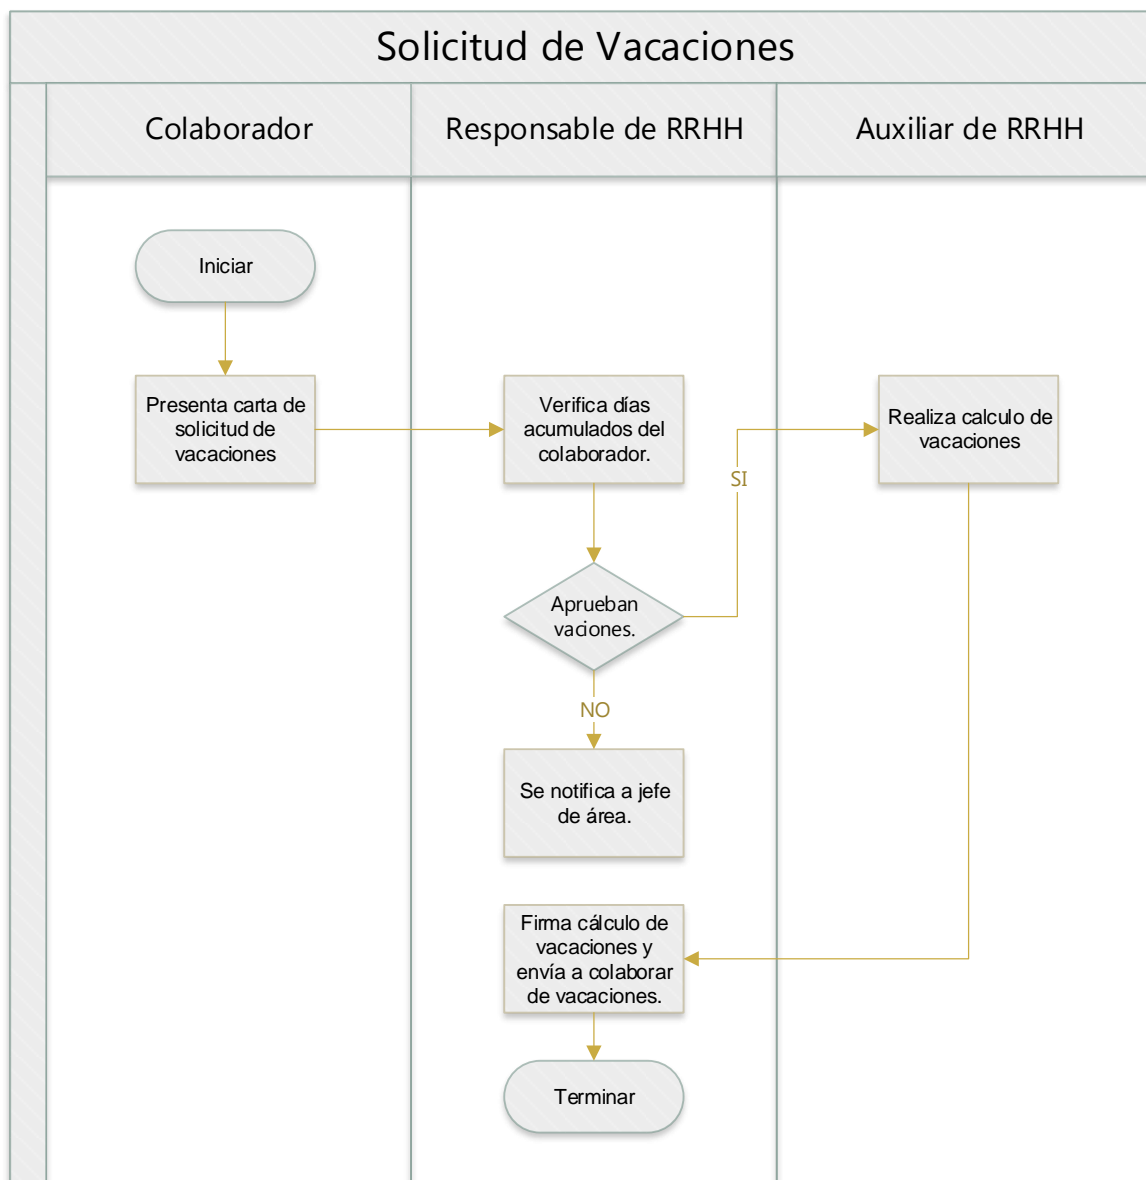 Solicitud de Vacaciones
Colaborador
Responsable de RRHH
Auxiliar de RRHH
Iniciar
Presenta carta de
solicitud de
vacaciones
Verifica días
acumulados del
colaborador.
Realiza calculo de
vacaciones
SI
Aprueban
vaciones.
NO
Se notifica a jefe
de área.
Firma cálculo de
vacaciones y
envía a colaborar
de vacaciones.
Terminar